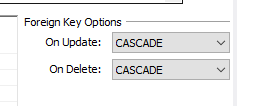 Foreign Key Options
On Update: CASCADE
On Delete: CASCADE